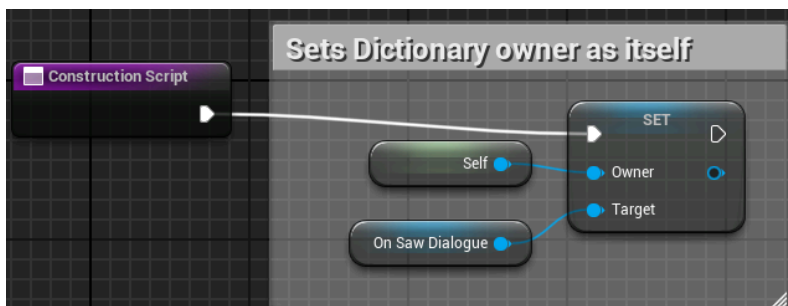 Sets Dictionary owner as itself
Construction Script
SET
Self
Owner
Target
On Saw Dialogue